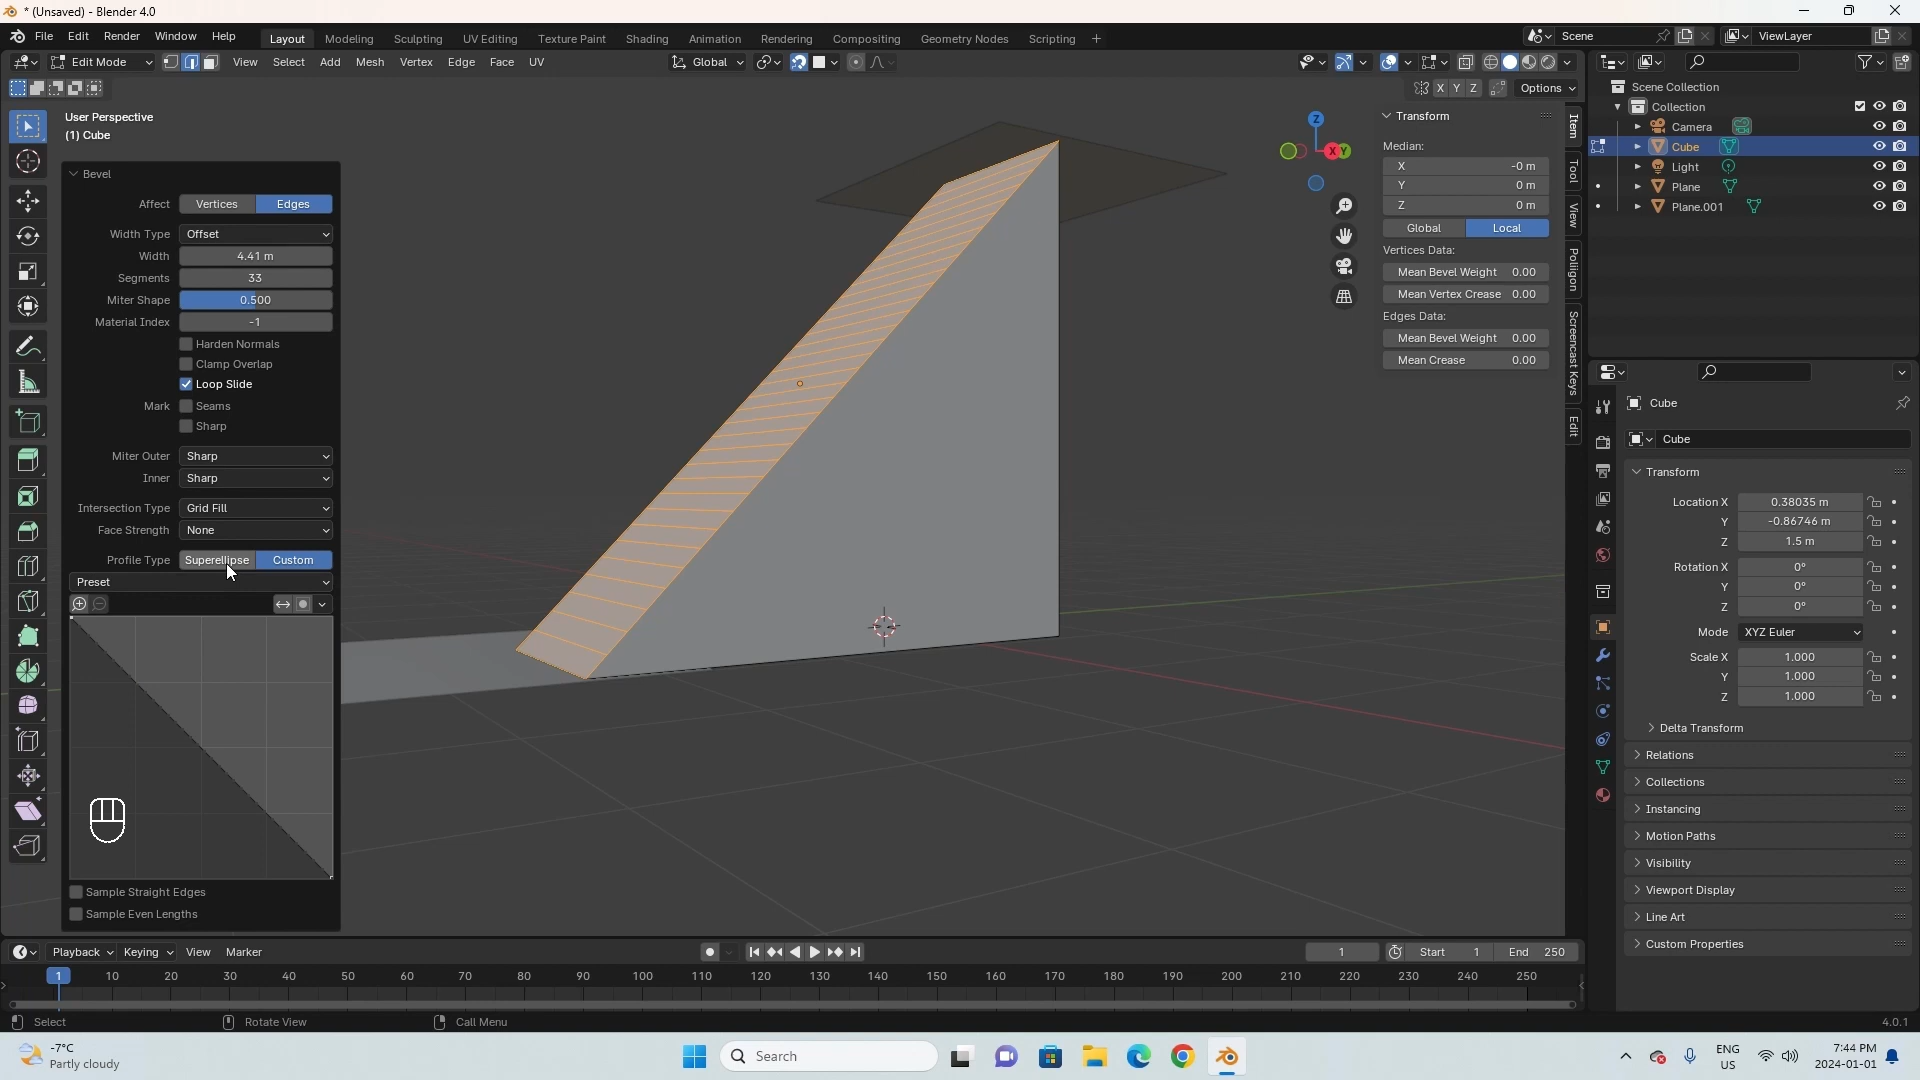 * (Unsaved) - Blender 4.0
File Edit Render Window Help
Layout Modeling Sculpting UV Editing Texture Paint Shading Animation Rendering Compositing Geometry Nodes Scripting +
Scene
ViewLayer
Edit Mode
View Select Add Mesh Vertex Edge Face UV
Global
X Y Z
Options
User Perspective
(1) Cube
Bevel
Affect Vertices Edges
Width Type Offset
Width 4.41 m
Segments 33
Miter Shape 0.500
Material Index -1
Harden Normals
Clamp Overlap
Loop Slide
Mark Seams
Sharp
Miter Outer Sharp
Inner Sharp
Intersection Type Grid Fill
Face Strength None
Profile Type Superellipse Custom
Preset
Sample Straight Edges
Sample Even Lengths
Z
X Y
Transform
Median:
X -0 m
Y 0 m
Z 0 m
Global Local
Vertices Data:
Mean Bevel Weight 0.00
Mean Vertex Crease 0.00
Edges Data:
Mean Bevel Weight 0.00
Mean Crease 0.00
Item
Tool
View
Poliigon
Screencast Keys
Edit
Scene Collection
Collection
Camera
Cube
Light
Plane
Plane.001
Cube
Cube
Transform
Location X 0.38035 m
Y -0.86746 m
Z 1.5 m
Rotation X 0°
Y 0°
Z 0°
Mode XYZ Euler
Scale X 1.000
Y 1.000
Z 1.000
Delta Transform
Relations
Collections
Instancing
Motion Paths
Visibility
Viewport Display
Line Art
Custom Properties
Playback Keying View Marker
1 Start 1 End 250
1 10 20 30 40 50 60 70 80 90 100 110 120 130 140 150 160 170 180 190 200 210 220 230 240 250
Select Rotate View Call Menu
4.0.1
-7°C
Partly cloudy
Search
ENG
US
7:44 PM
2024-01-01